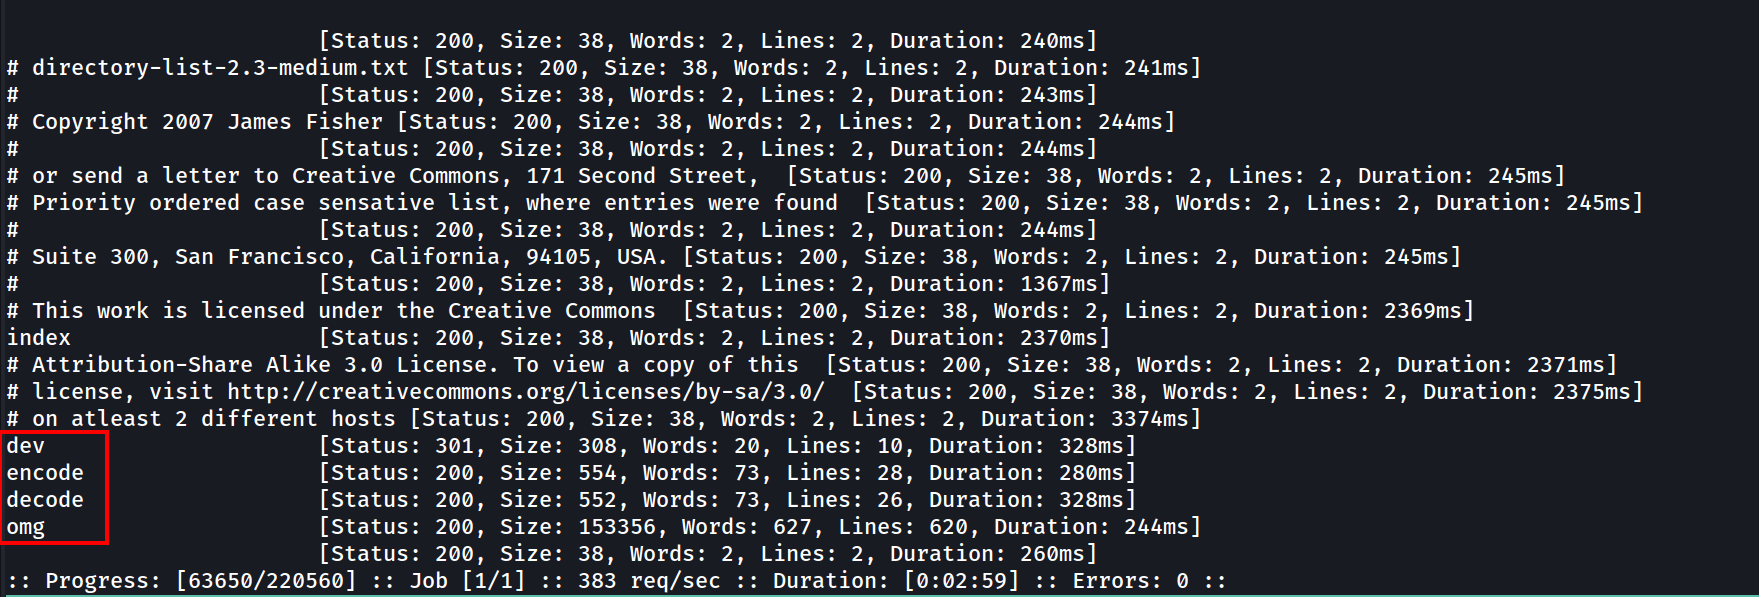 [Status: 200, Size: 38, Words: 2, Lines: 2, Duration: 240ms]
# directory-list-2.3-medium.txt [Status: 200, Size: 38, Words: 2, Lines: 2, Duration: 241ms]
# [Status: 200, Size: 38, Words: 2, Lines: 2, Duration: 243ms]
# Copyright 2007 James Fisher [Status: 200, Size: 38, Words: 2, Lines: 2, Duration: 244ms]
# [Status: 200, Size: 38, Words: 2, Lines: 2, Duration: 244ms]
# or send a letter to Creative Commons, 171 Second Street, [Status: 200, Size: 38, Words: 2, Lines: 2, Duration: 245ms]
# Priority ordered case sensative list, where entries were found [Status: 200, Size: 38, Words: 2, Lines: 2, Duration: 245ms]
# [Status: 200, Size: 38, Words: 2, Lines: 2, Duration: 244ms]
# Suite 300, San Francisco, California, 94105, USA. [Status: 200, Size: 38, Words: 2, Lines: 2, Duration: 245ms]
# [Status: 200, Size: 38, Words: 2, Lines: 2, Duration: 1367ms]
# This work is licensed under the Creative Commons [Status: 200, Size: 38, Words: 2, Lines: 2, Duration: 2369ms]
index [Status: 200, Size: 38, Words: 2, Lines: 2, Duration: 2370ms]
# Attribution-Share Alike 3.0 License. To view a copy of this [Status: 200, Size: 38, Words: 2, Lines: 2, Duration: 2371ms]
# license, visit http://creativecommons.org/licenses/by-sa/3.0/ [Status: 200, Size: 38, Words: 2, Lines: 2, Duration: 2375ms]
# on atleast 2 different hosts [Status: 200, Size: 38, Words: 2, Lines: 2, Duration: 3374ms]
dev [Status: 301, Size: 308, Words: 20, Lines: 10, Duration: 328ms]
encode [Status: 200, Size: 554, Words: 73, Lines: 28, Duration: 280ms]
decode [Status: 200, Size: 552, Words: 73, Lines: 26, Duration: 328ms]
omg [Status: 200, Size: 153356, Words: 627, Lines: 620, Duration: 244ms]
[Status: 200, Size: 38, Words: 2, Lines: 2, Duration: 260ms]
:: Progress: [63650/220560] :: Job [1/1] :: 383 req/sec :: Duration: [0:02:59] :: Errors: 0 ::